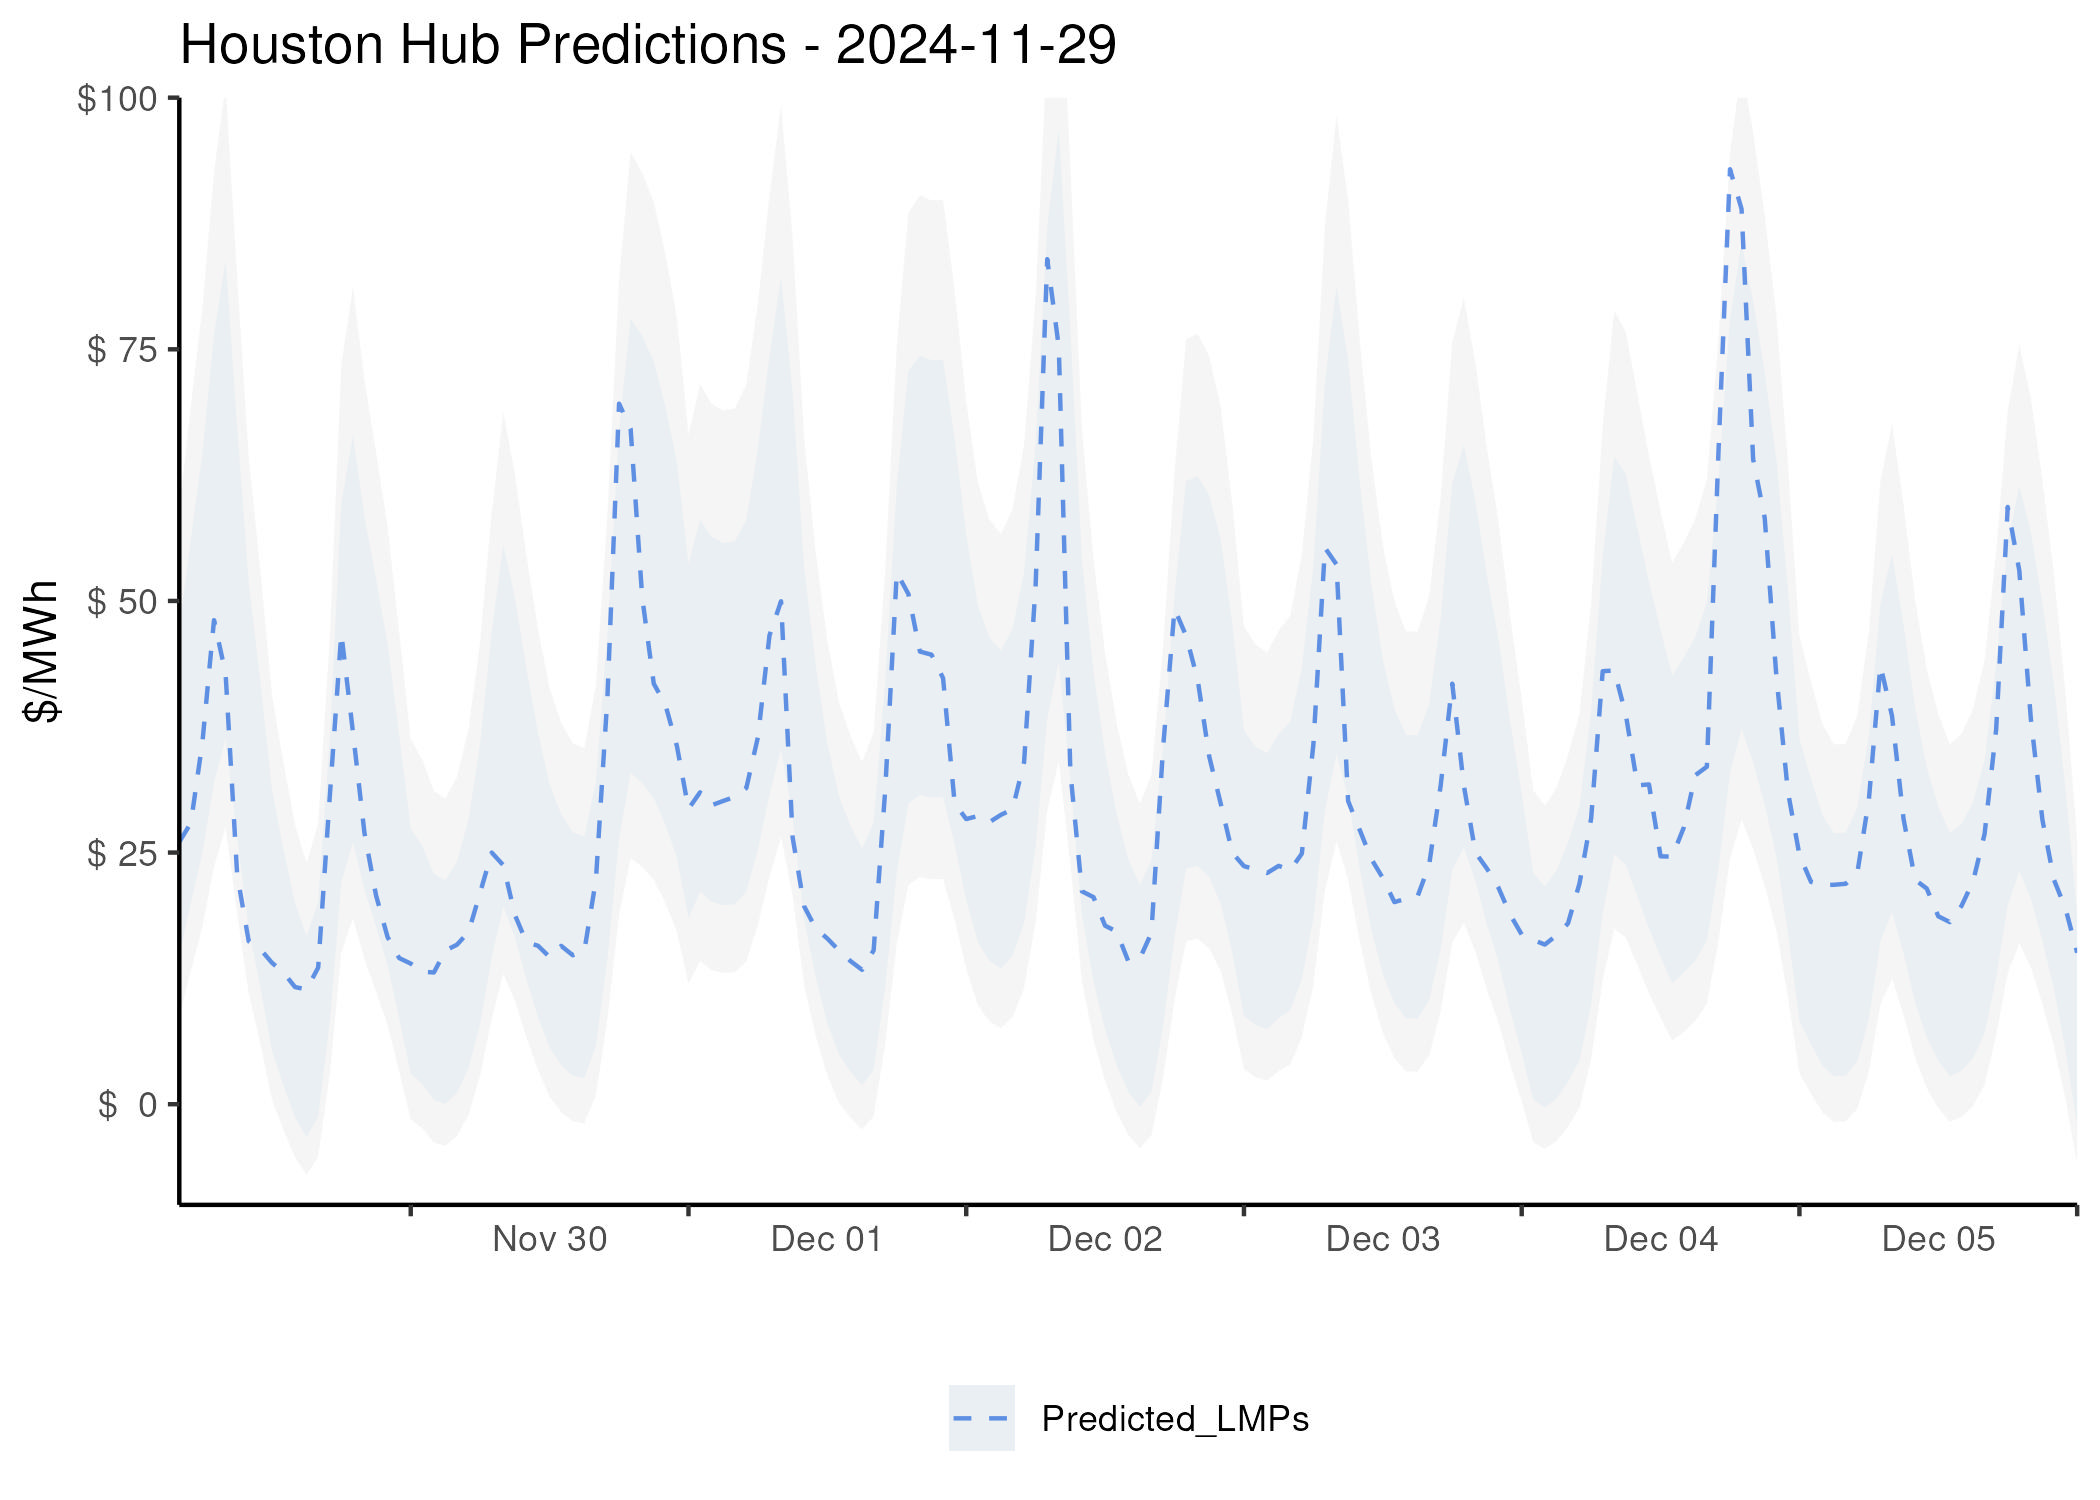 Houston Hub Predictions - 2024-11-29
$100
$ 75
$ 50
$ 25
$ 0
$/MWh
Nov 30 Dec 01 Dec 02 Dec 03 Dec 04 Dec 05
Predicted_LMPs